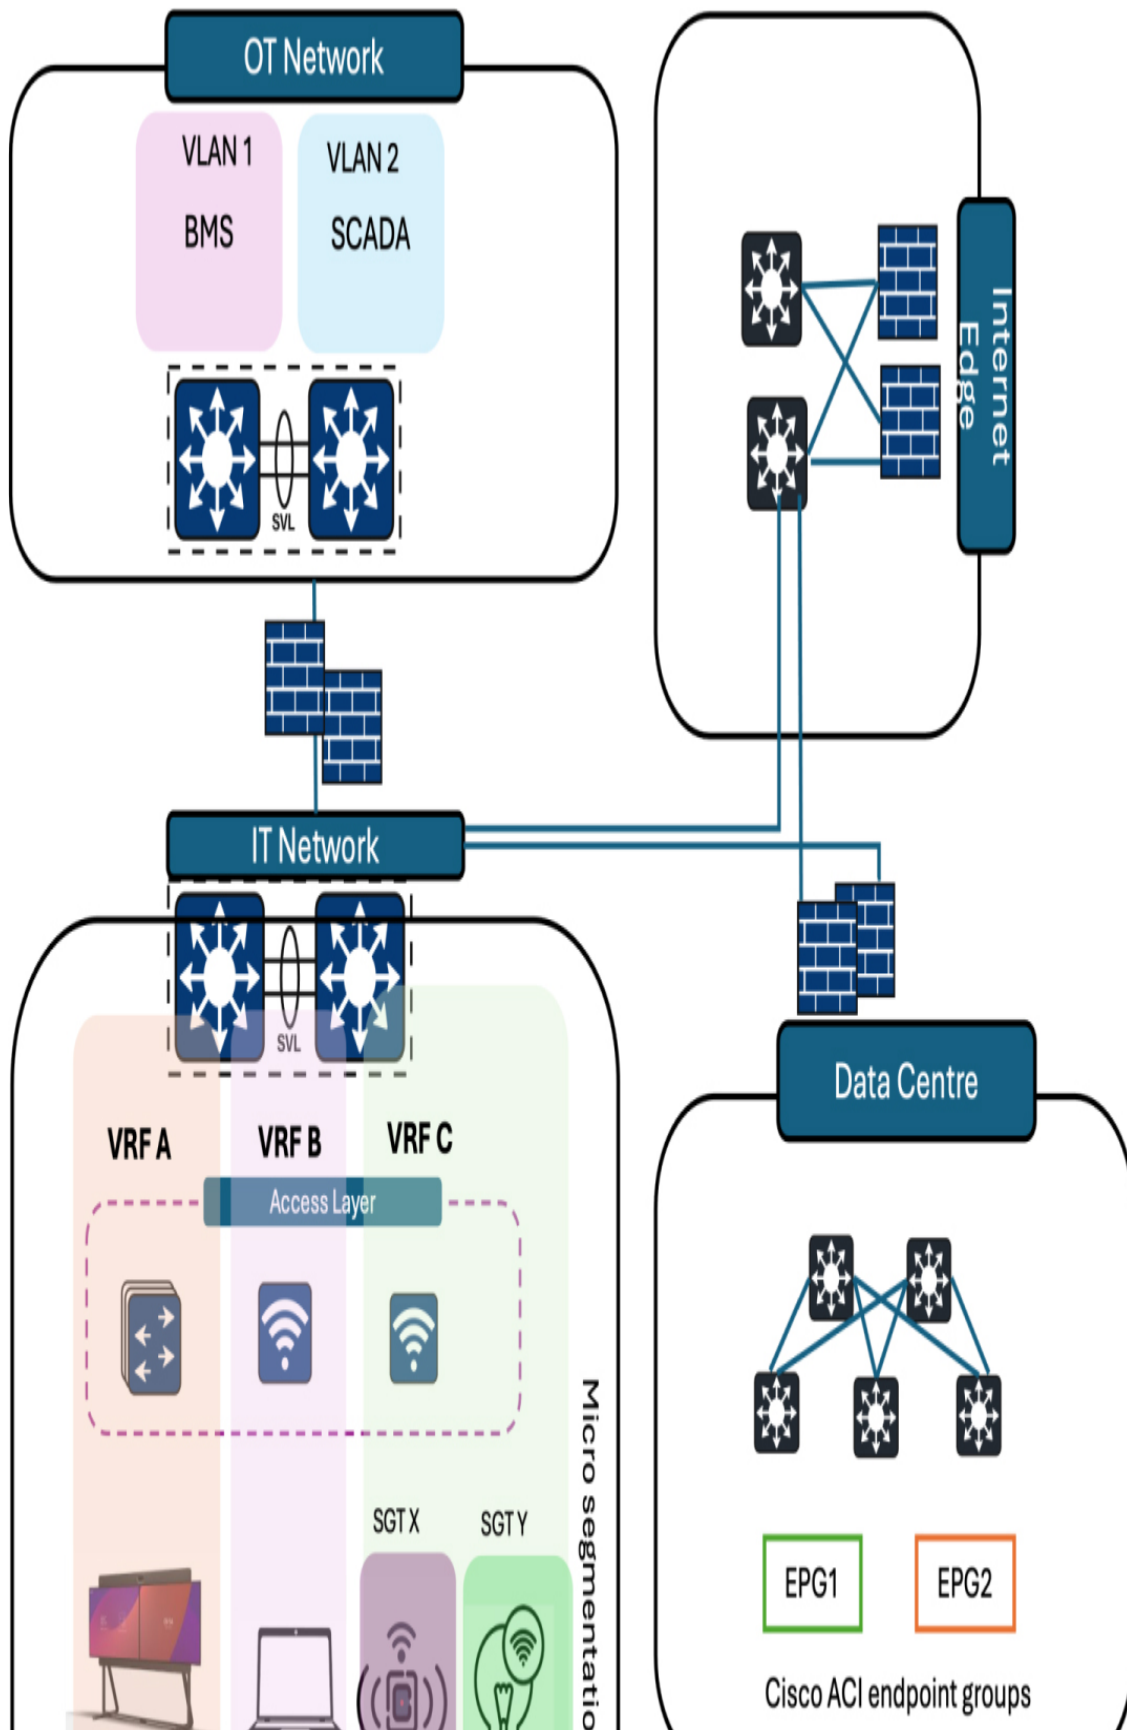 OT Network
VLAN 1
BMS
VLAN 2
SCADA
SVL
Internet
Edge
IT Network
SVL
VRF A
VRF B
VRF C
Access Layer
SGT X
SGT Y
Micro segmentatio
Data Centre
EPG1
EPG2
Cisco ACI endpoint groups